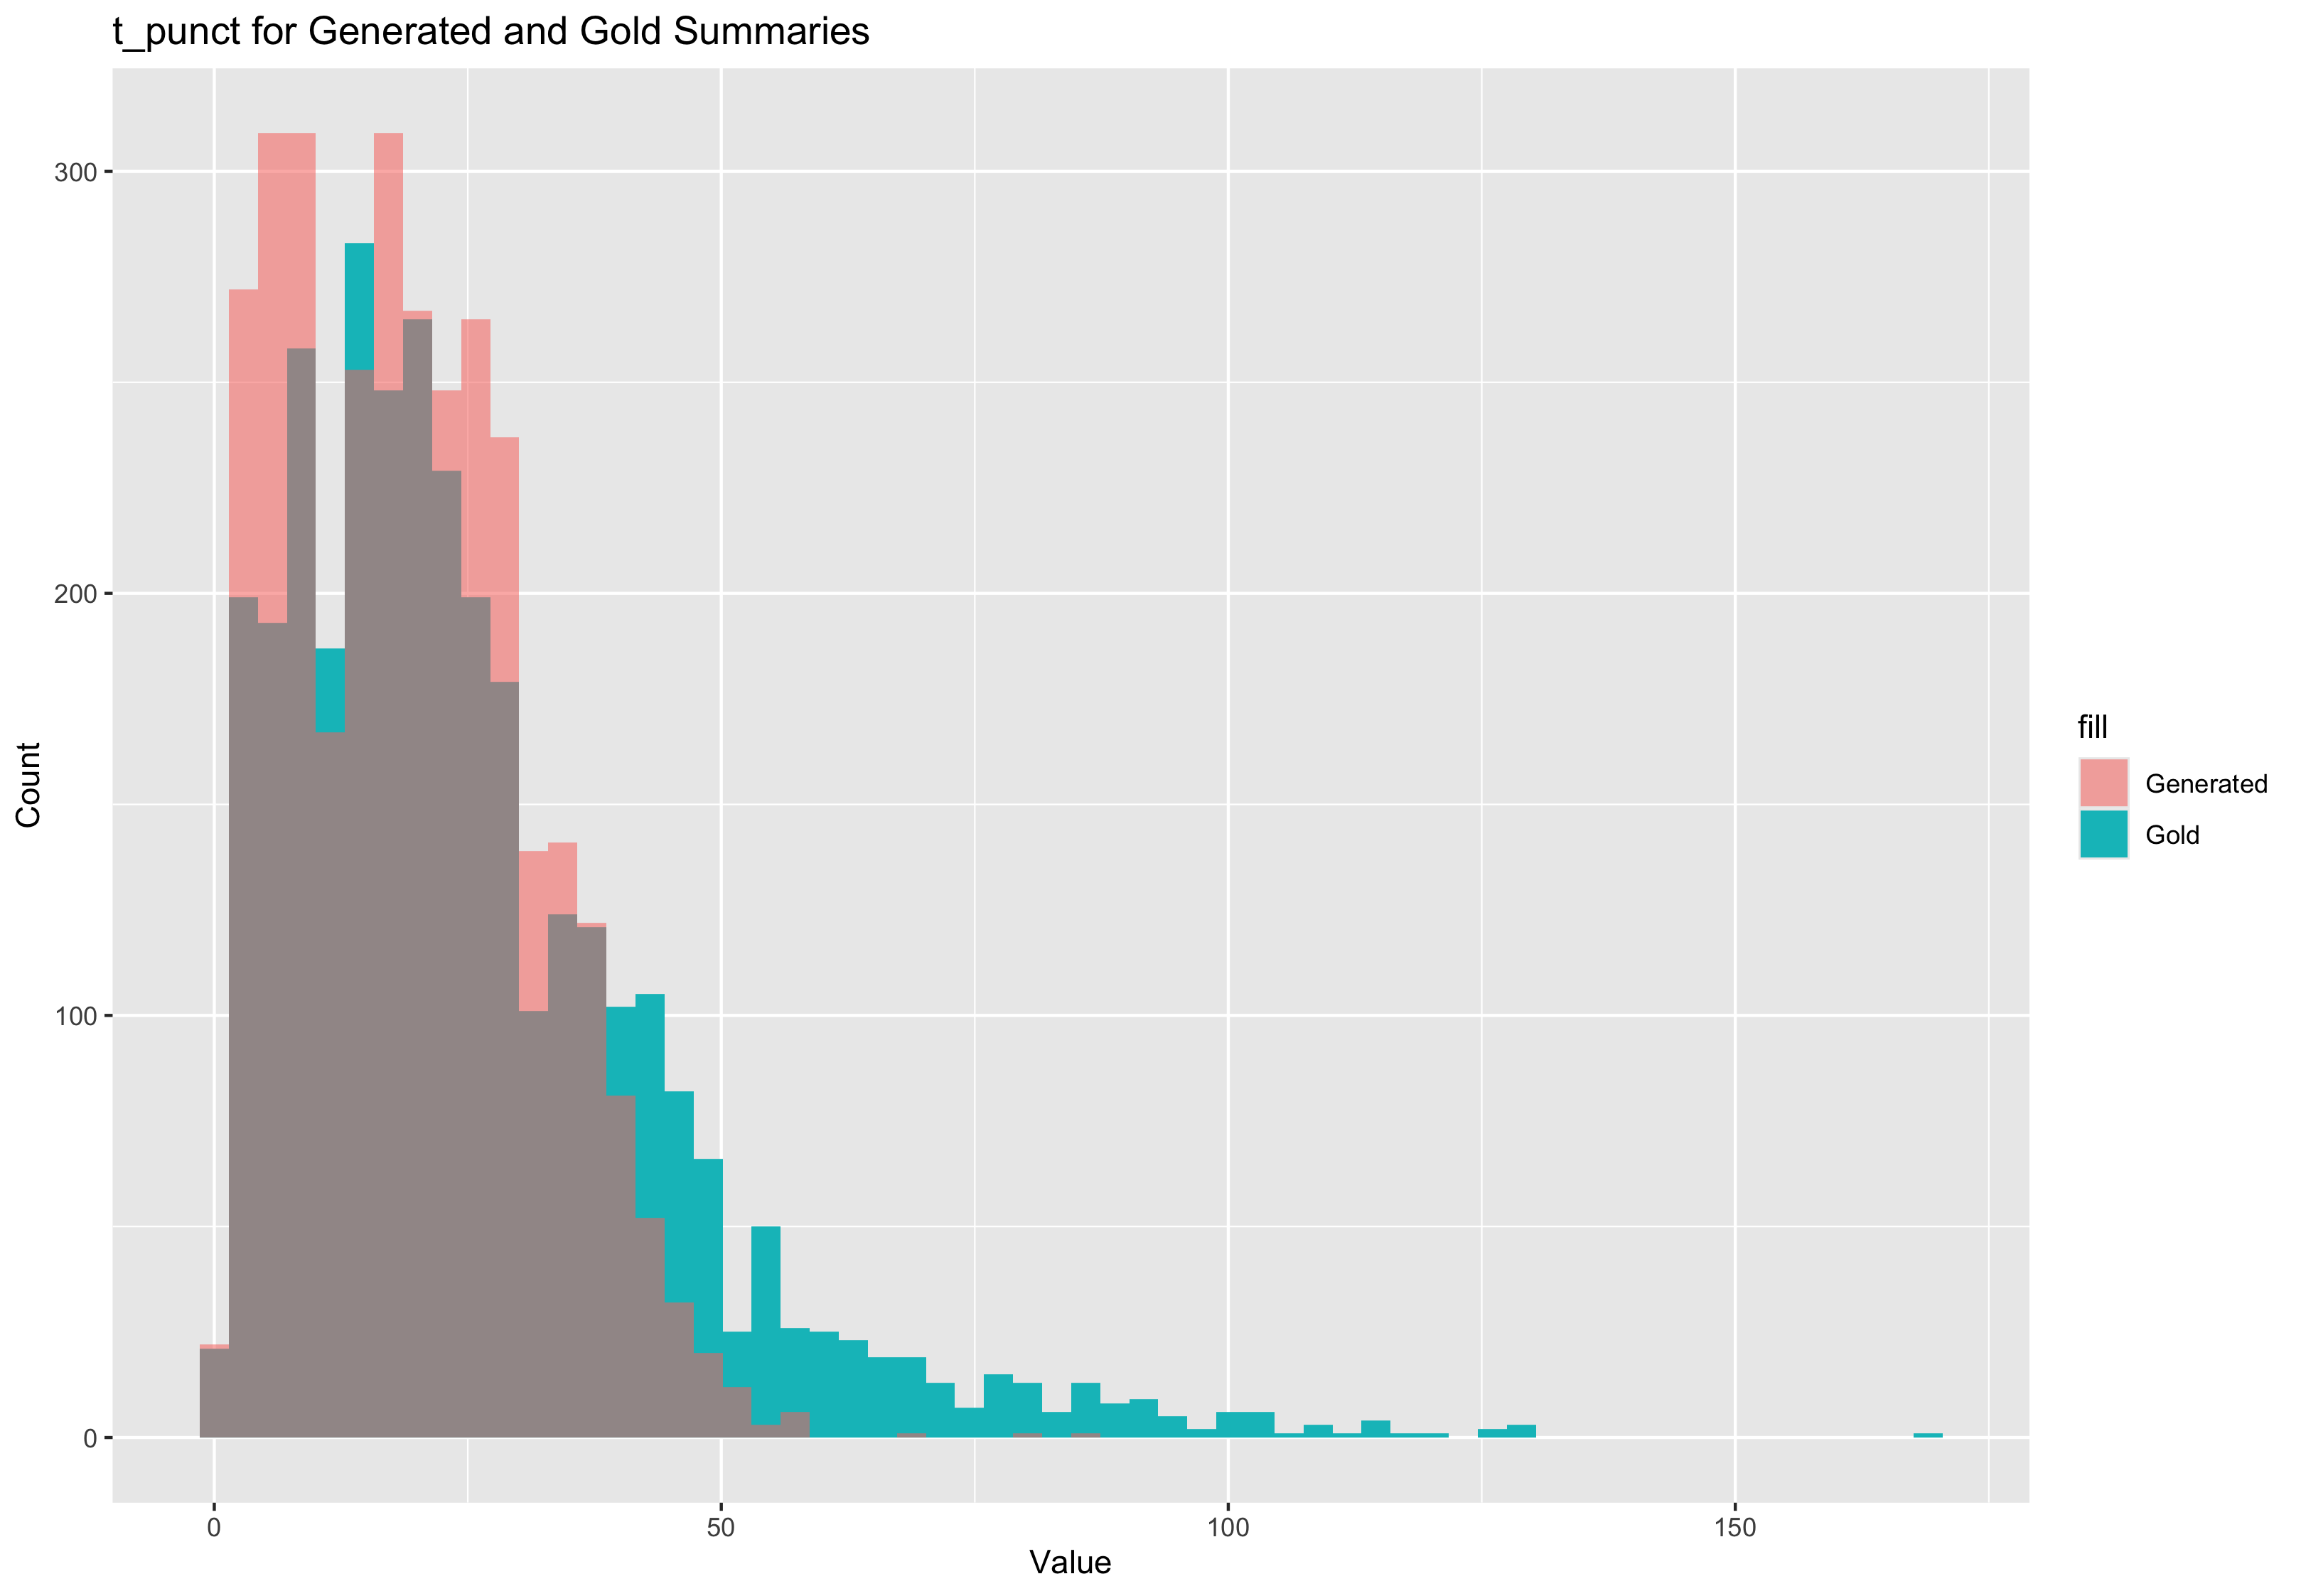 t_punct for Generated and Gold Summaries
300
200
100
0
Count
0 50 100 150
Value
fill
Generated
Gold